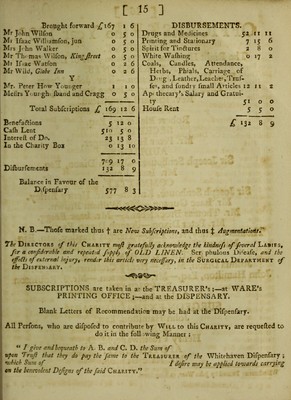 [ 15 ]
Brought forward £167 1 6
Mr John Wilson 0 5 0
Mr Isaac Williamson, jun 0 5 0
Mrs John Walker 0 5 0
Mr Thomas Wilson, King street 0 5 0
Mr Isaac Watson 0 2 6
Mr Wild, Globe Inn 0 2 6
Y
Mr. Peter How Younger 1 1 0
Messrs Younghusband and Cragg 0 5 0
Total Subscriptions £ 169 12 6
Benefactions 5 12 0
Cash Lent 510 5 0
Interest of Do. 23 13 8
In the Charity Box 0 13 10
709 17 0
Disbursements 132 8 9
Balance in Favour of the
Dispensary 577 8 3
DISBURSEMENTS.
Drugs and Medicines 52 11 11
Printing and Stationary 7 15 6
Spirit for Tinctures 2 8 0
White Washing 0 17 2
Coals, Candles, Attendance,
Herbs, Phials, Carriage of
Drugs, Leather, Leaches, Trusses,
and sundry small Articles 12 11 2
Apothecary's Salary and Gratuity
51 0 0
House Rent 5 5 0
£ 132 8 9
N. B.—Those marked thus † are New Subscriptions, and thus ‡ Augmentations.
The DIRECTORS of this CHARITY most gratefully acknowledge the kindness of several LADIES,
for a considerable and repeated supply of OLD LINEN. Scrophulous Disease, and the
effects of external injury, render this article very necessary, in the SURGICAL DEPARTMENT of
the DISPENSARY.
SUBSCRIPTIONS are taken in at the TREASURER's;—at WARE's
PRINTING OFFICE;—and at the DISPENSARY.
Blank Letters of Recommendation may be had at the Dispensary.
All Persons, who are disposed to contribute by WILL to this CHARITY, are requested to
do it in the following Manner:
" I give and bequeath to A. B. and C. D. the Sum of
upon Trust that they do pay the same to the TREASURER of the Whitehaven Dispensary;
which Sum of I desire may be applied towards carrying
on the benevolent Designs of the said CHARITY."